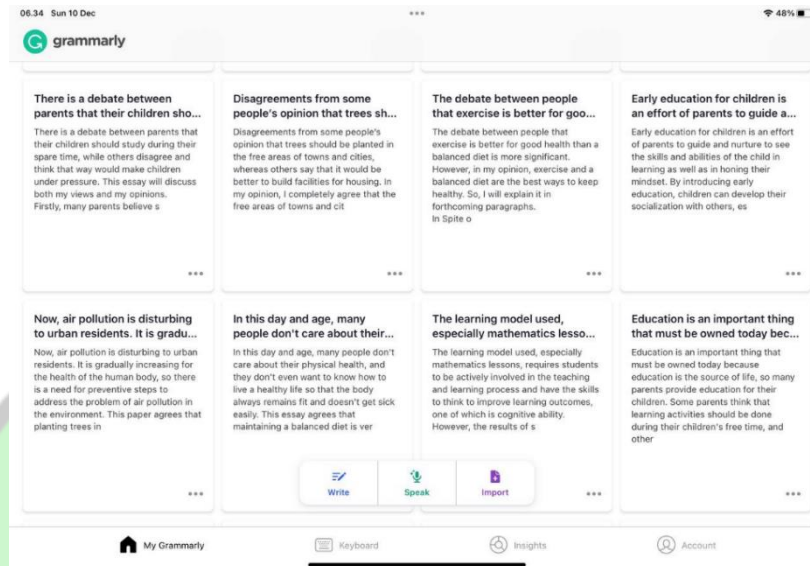 06.34 Sun 10 Dec
48%
grammarly
There is a debate between
parents that their children sho...
There is a debate between parents that
their children should study during their
spare time, while others disagree and
think that way would make children
under pressure. This essay will discuss
both my views and my opinions.
Firstly, many parents believe s
Disagreements from some
people's opinion that trees sh...
Disagreements from some people's
opinion that trees should be planted in
the free areas of towns and cities,
whereas others say that it would be
better to build facilities for housing. In
my opinion, I completely agree that the
free areas of towns and cit
The debate between people
that exercise is better for goo...
The debate between people that
exercise is better for good health than a
balanced diet is more significant.
However, in my opinion, exercise and a
balanced diet are the best ways to keep
healthy. So, I will explain it in
forthcoming paragraphs.
In Spite o
Early education for children is
an effort of parents to guide a...
Early education for children is an effort
of parents to guide and nurture to see
the skills and abilities of the child in
learning as well as in honing their
mindset. By introducing early
education, children can develop their
socialization with others, es
Now, air pollution is disturbing
to urban residents. It is gradu...
Now, air pollution is disturbing to urban
residents. It is gradually increasing for
the health of the human body, so there
is a need for preventive steps to
address the problem of air pollution in
the environment. This paper agrees that
planting trees in
In this day and age, many
people don't care about their...
In this day and age, many people don't
care about their physical health, and
they don't even want to know how to
live a healthy life so that the body
always remains fit and doesn't get sick
easily. This essay agrees that
maintaining a balanced diet is ver
The learning model used,
especially mathematics lesso...
The learning model used, especially
mathematics lessons, requires students
to be actively involved in the teaching
and learning process and have the skills
to think to improve learning outcomes,
one of which is cognitive ability.
However, the results of s
Education is an important thing
that must be owned today bec...
Education is an important thing that
must be owned today because
education is the source of life, so many
parents provide education for their
children. Some parents think that
learning activities should be done
during their children's free time, and
other
Write
Speak
Import
My Grammarly
Keyboard
Insights
Account